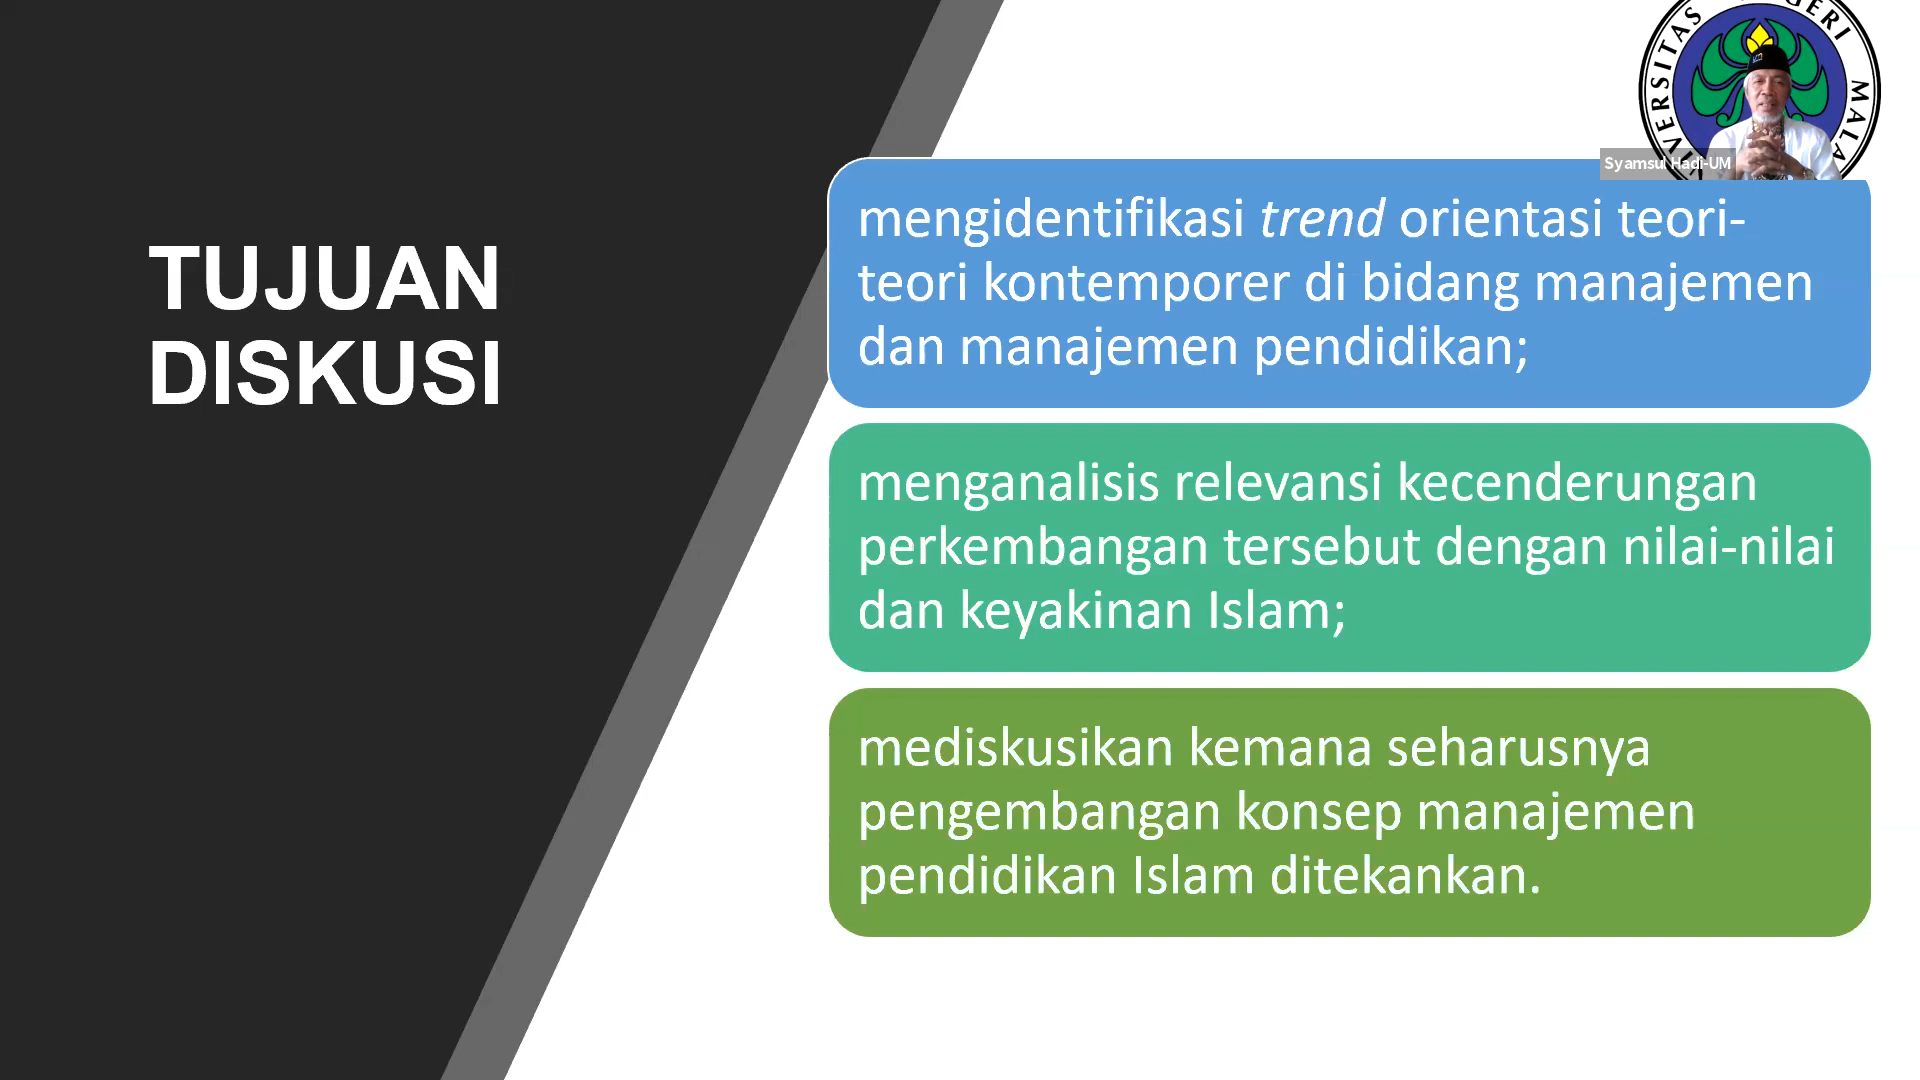 TUJUAN
DISKUSI
Syamsul Hadi-UM
mengidentifikasi trend orientasi teori-
teori kontemporer di bidang manajemen
dan manajemen pendidikan;
menganalisis relevansi kecenderungan
perkembangan tersebut dengan nilai-nilai
dan keyakinan Islam;
mediskusikan kemana seharusnya
pengembangan konsep manajemen
pendidikan Islam ditekankan.